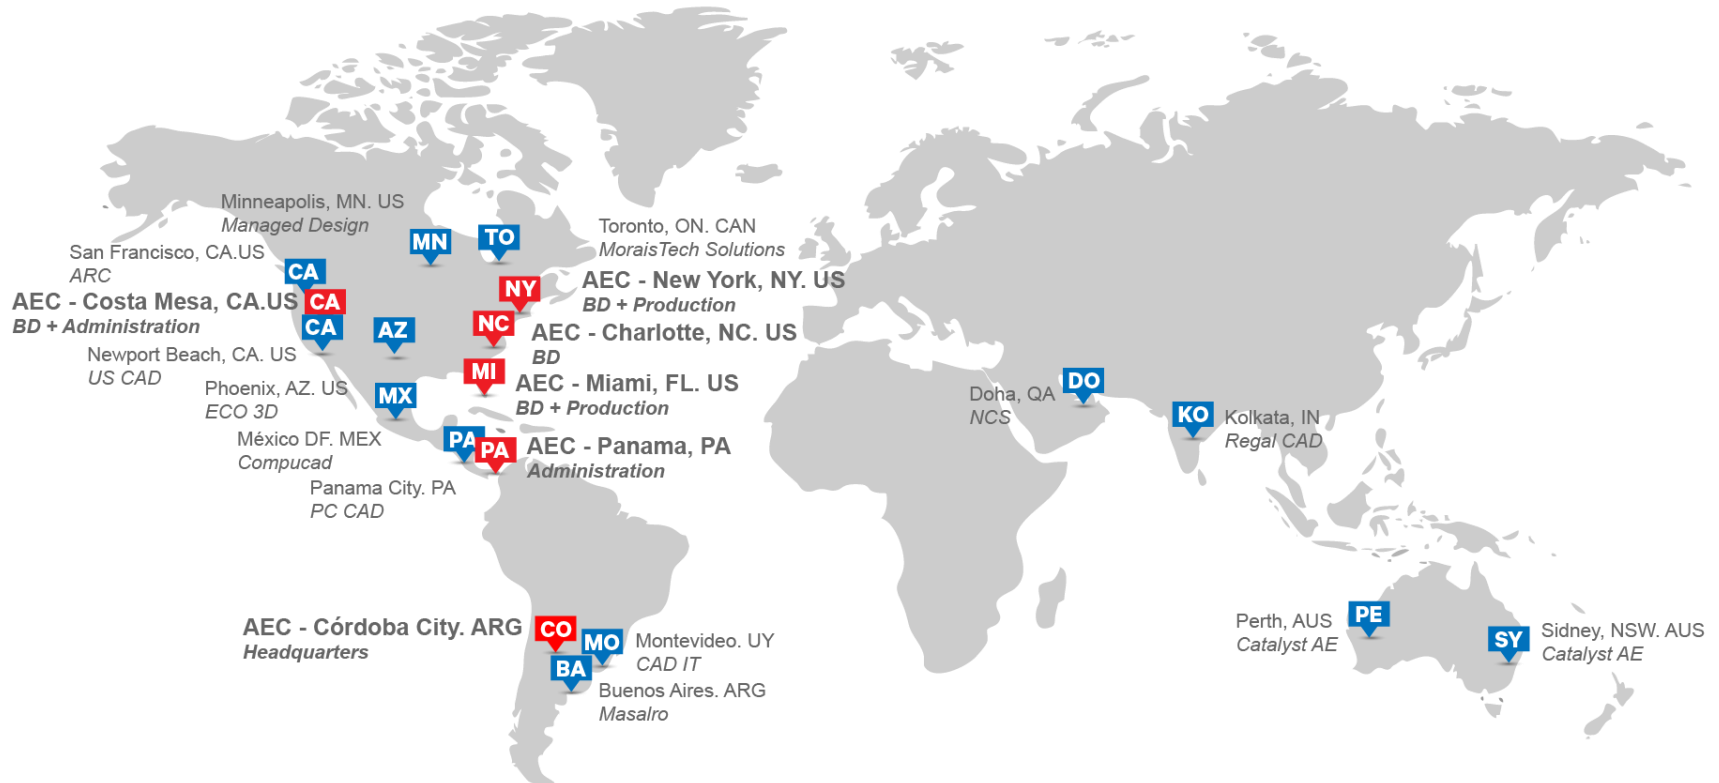 Minneapolis, MN. US
Managed Design
MN
TO
Toronto, ON. CAN
MoraisTech Solutions
San Francisco, CA.US
ARC
CA
AEC - Costa Mesa, CA.US
BD + Administration
CA
CA
Newport Beach, CA. US
US CAD
AZ
Phoenix, AZ. US
ECO 3D
NY
AEC - New York, NY. US
BD + Production
NC
AEC - Charlotte, NC. US
BD
MI
AEC - Miami, FL. US
BD + Production
MX
México DF. MEX
Compucad
PA
Panama City. PA
PC CAD
PA
AEC - Panama, PA
Administration
Doha, QA
NCS
DO
KO
Kolkata, IN
Regal CAD
AEC - Córdoba City. ARG
Headquarters
CO
MO
Montevideo. UY
CAD IT
BA
Buenos Aires. ARG
Masalro
Perth, AUS
Catalyst AE
PE
SY
Sidney, NSW. AUS
Catalyst AE